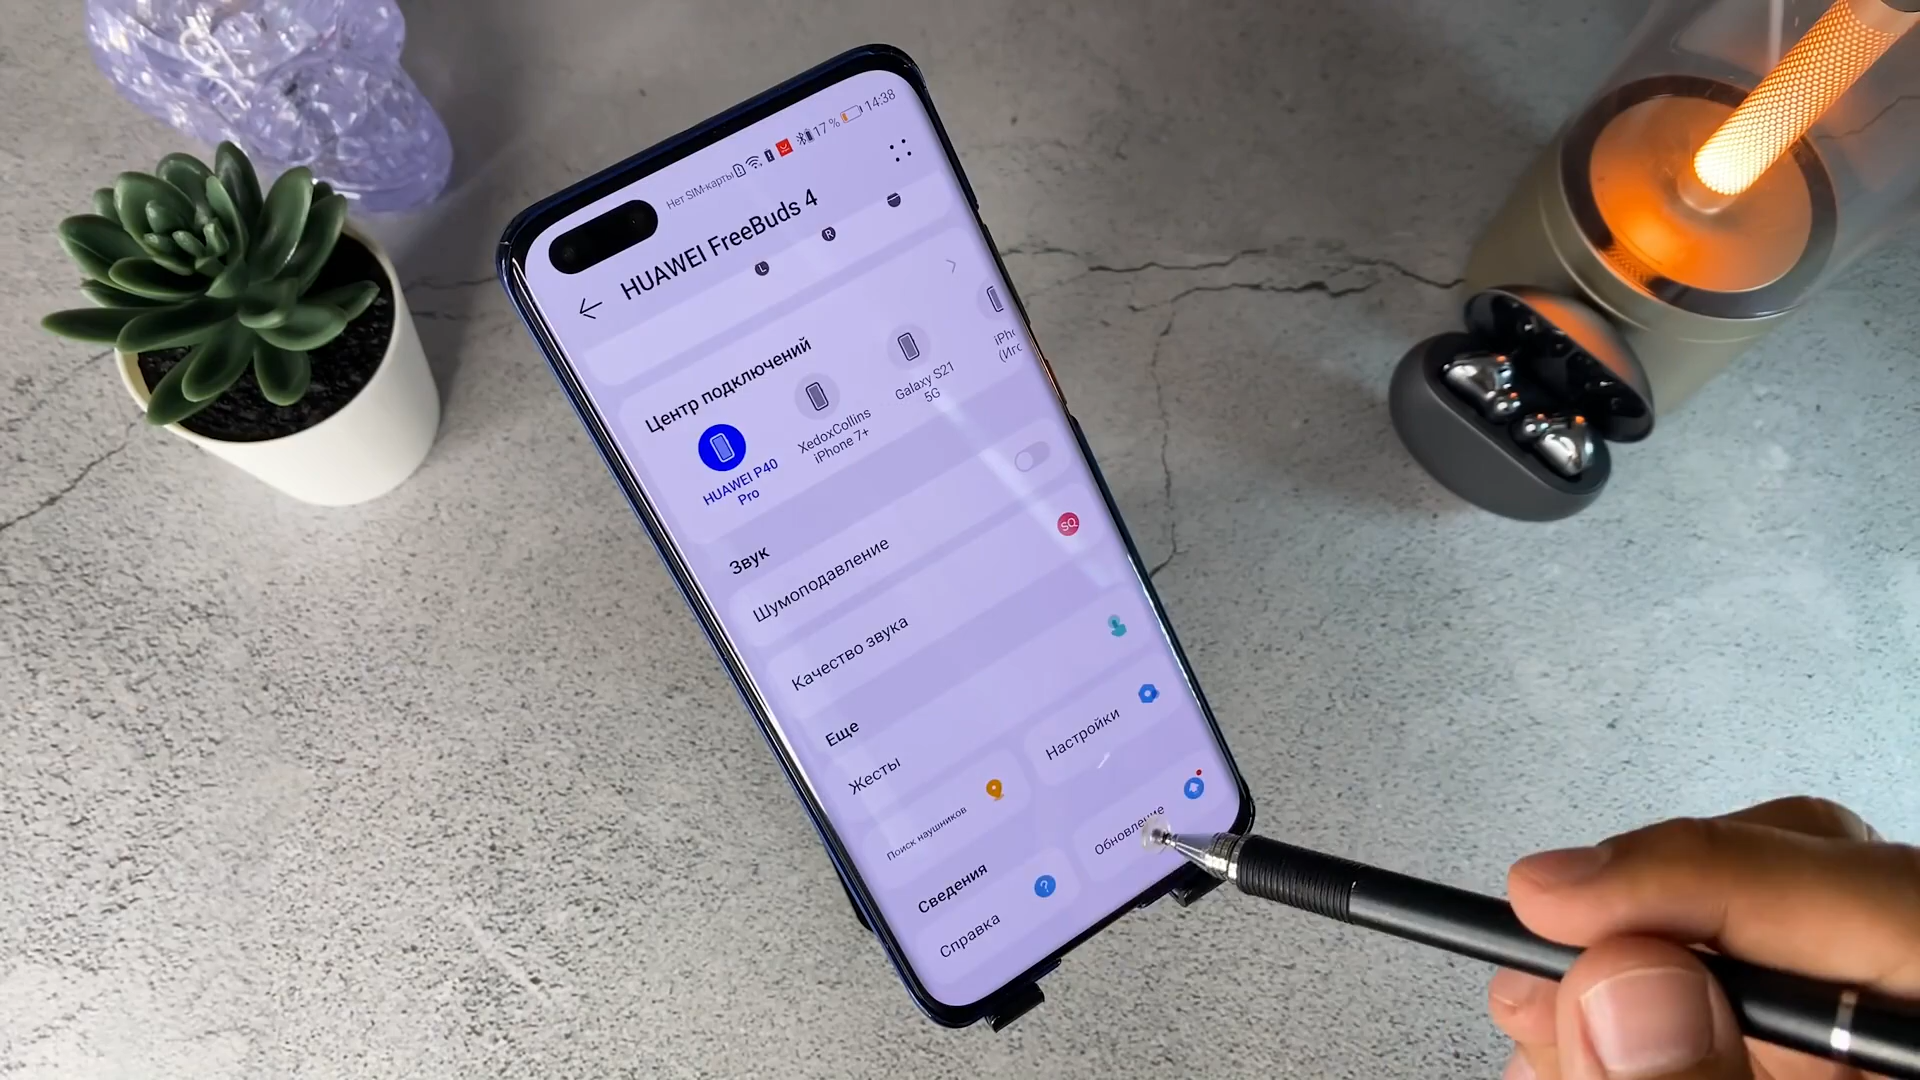 Нет SIM-карты 17 % 14:38
HUAWEI FreeBuds 4
L
R
Центр подключений
HUAWEI P40
Pro
XedoxCollins
iPhone 7+
Galaxy S21
5G
Звук
Шумоподавление
Качество звука
SQ
Еще
Жесты
Настройки
Поиск наушников
Обновление
Сведения
Справка
?